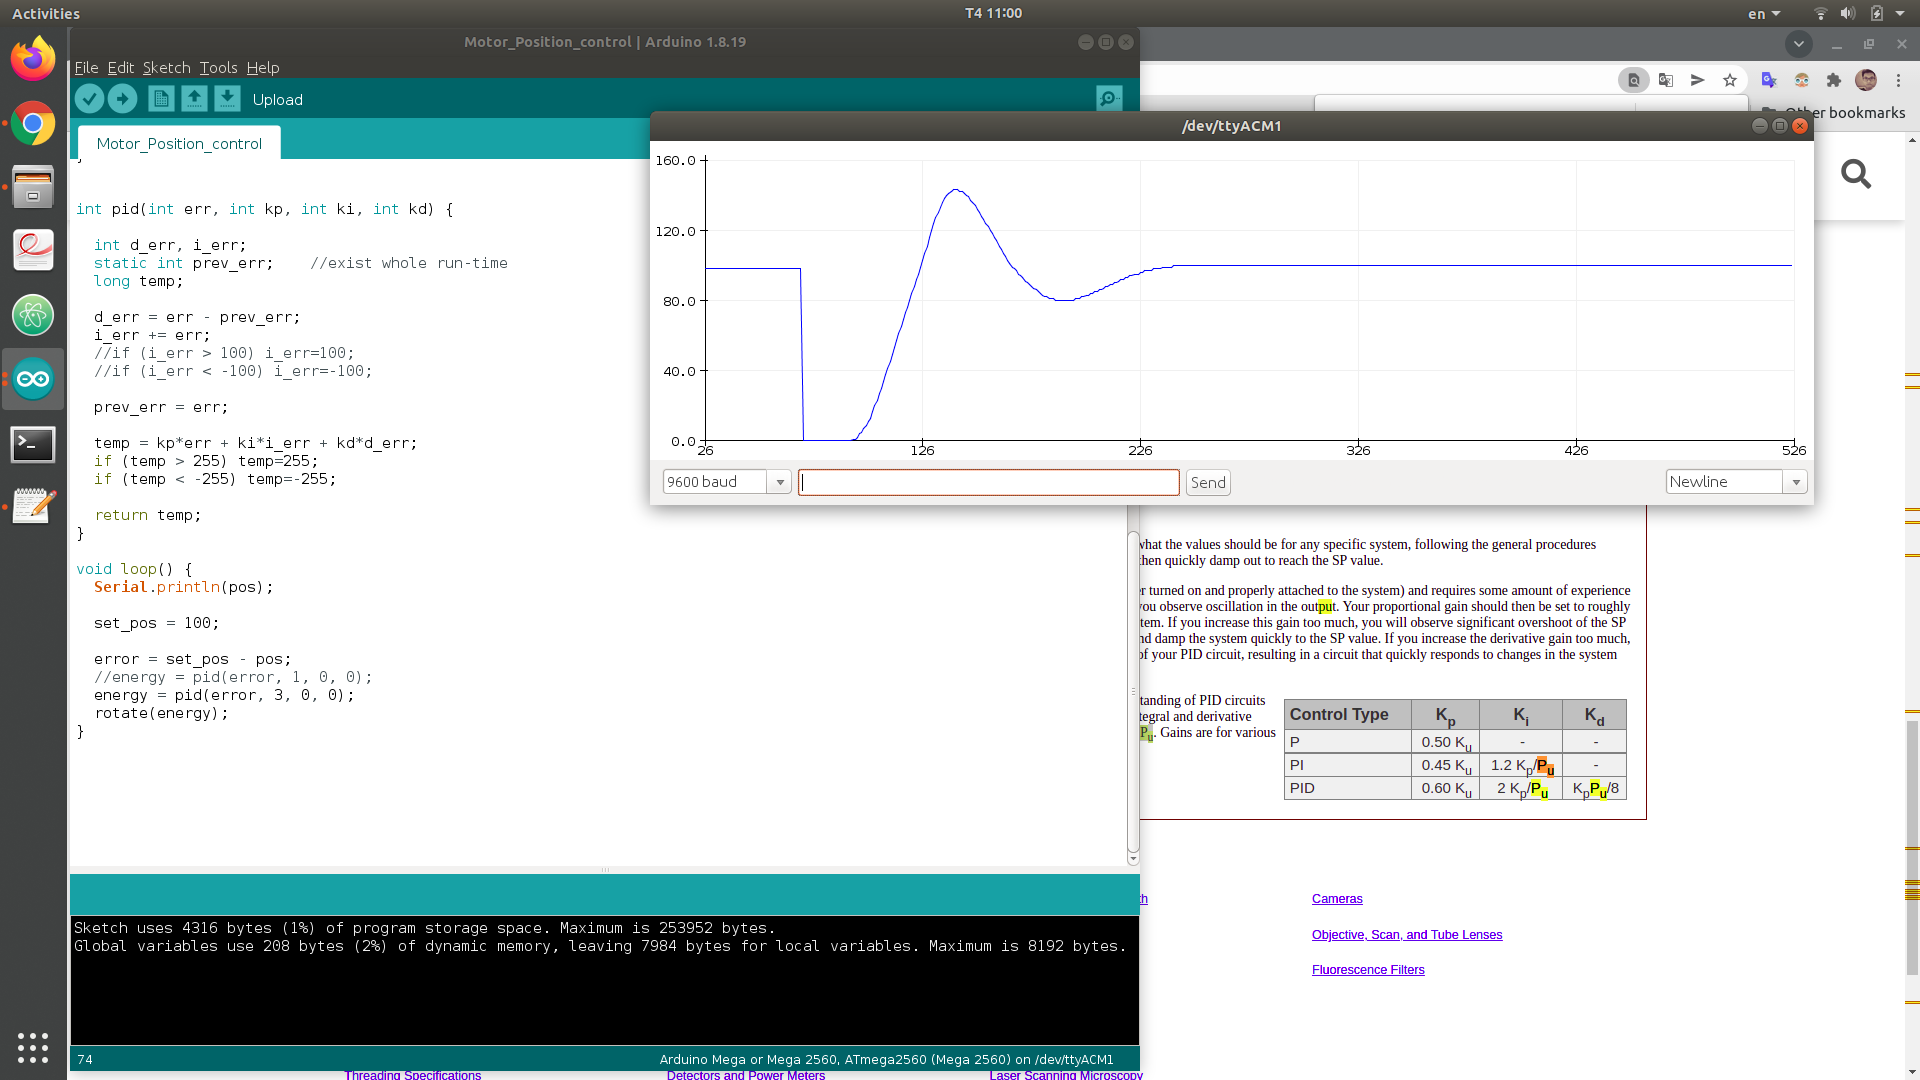 Activities
T4 11:00
en
Motor_Position_control | Arduino 1.8.19
File Edit Sketch Tools Help
Upload
Other bookmarks
Motor_Position_control
/dev/ttyACM1
160.0
120.0
80.0
40.0
0.0
26 126 226 326 426 526
9600 baud
Send
Newline
}
int pid(int err, int kp, int ki, int kd) {
int d_err, i_err;
static int prev_err; //exist whole run-time
long temp;
d_err = err - prev_err;
i_err += err;
//if (i_err > 100) i_err=100;
//if (i_err < -100) i_err=-100;
prev_err = err;
temp = kp*err + ki*i_err + kd*d_err;
if (temp > 255) temp=255;
if (temp < -255) temp=-255;
return temp;
}
void loop() {
Serial.println(pos);
set_pos = 100;
error = set_pos - pos;
//energy = pid(error, 1, 0, 0);
energy = pid(error, 3, 0, 0);
rotate(energy);
}
what the values should be for any specific system, following the general procedures
then quickly damp out to reach the SP value.
r turned on and properly attached to the system) and requires some amount of experience
you observe oscillation in the output. Your proportional gain should then be set to roughly
tem. If you increase this gain too much, you will observe significant overshoot of the SP
nd damp the system quickly to the SP value. If you increase the derivative gain too much,
of your PID circuit, resulting in a circuit that quickly responds to changes in the system
tanding of PID circuits
tegral and derivative
Pu. Gains are for various
Control Type Kp Ki Kd
P 0.50 Ku - -
PI 0.45 Ku 1.2 Kp/Pu -
PID 0.60 Ku 2 Kp/Pu KpPu/8
th
Cameras
Objective, Scan, and Tube Lenses
Fluorescence Filters
Sketch uses 4316 bytes (1%) of program storage space. Maximum is 253952 bytes.
Global variables use 208 bytes (2%) of dynamic memory, leaving 7984 bytes for local variables. Maximum is 8192 bytes.
74
Arduino Mega or Mega 2560, ATmega2560 (Mega 2560) on /dev/ttyACM1
Threading Specifications
Detectors and Power Meters
Laser Scanning Microscopy